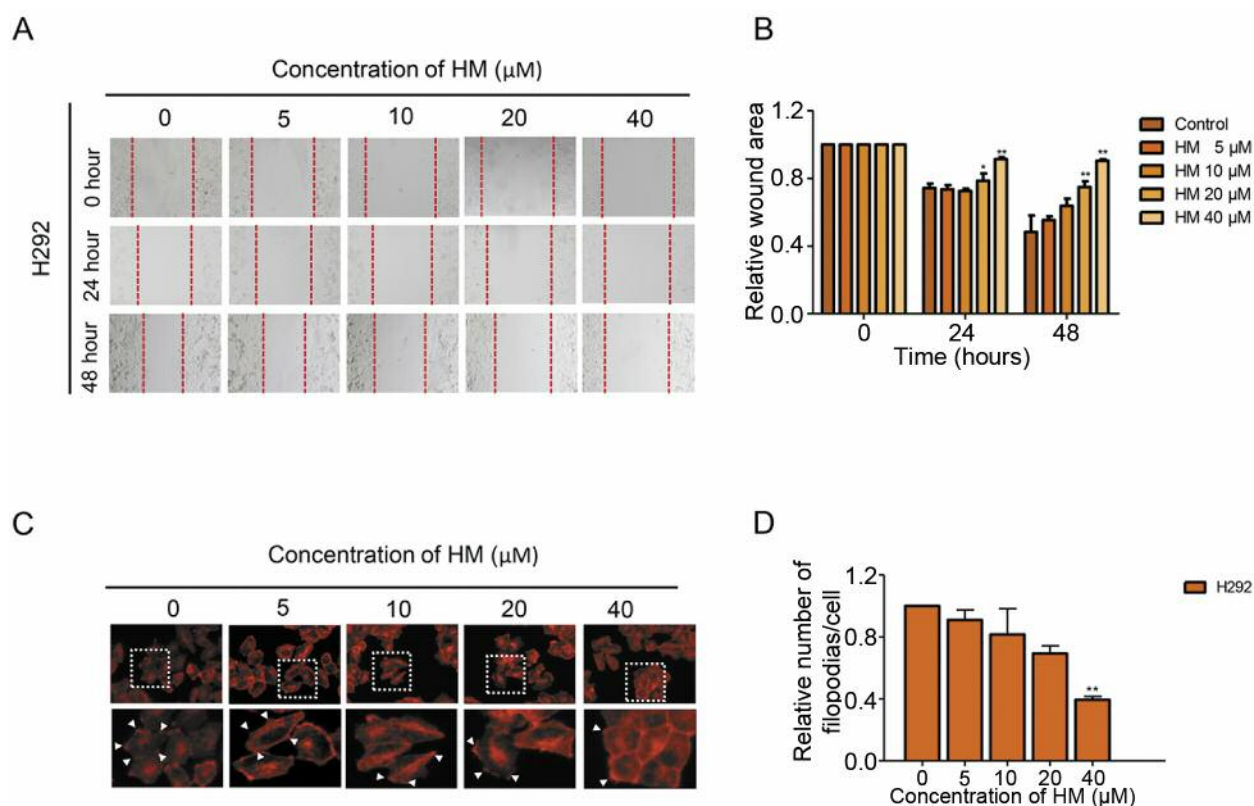 A
Concentration of HM (µM)
0 5 10 20 40
H292
0 hour
24 hour
48 hour
B
Relative wound area
1.2
0.8
0.4
0.0
* ** ** **
0 24 48
Time (hours)
Control
HM 5 µM
HM 10 µM
HM 20 µM
HM 40 µM
C
Concentration of HM (µM)
0 5 10 20 40
D
Relative number of
filopodias/cell
1.2
0.8
0.4
0.0
**
0 5 10 20 40
Concentration of HM (µM)
H292